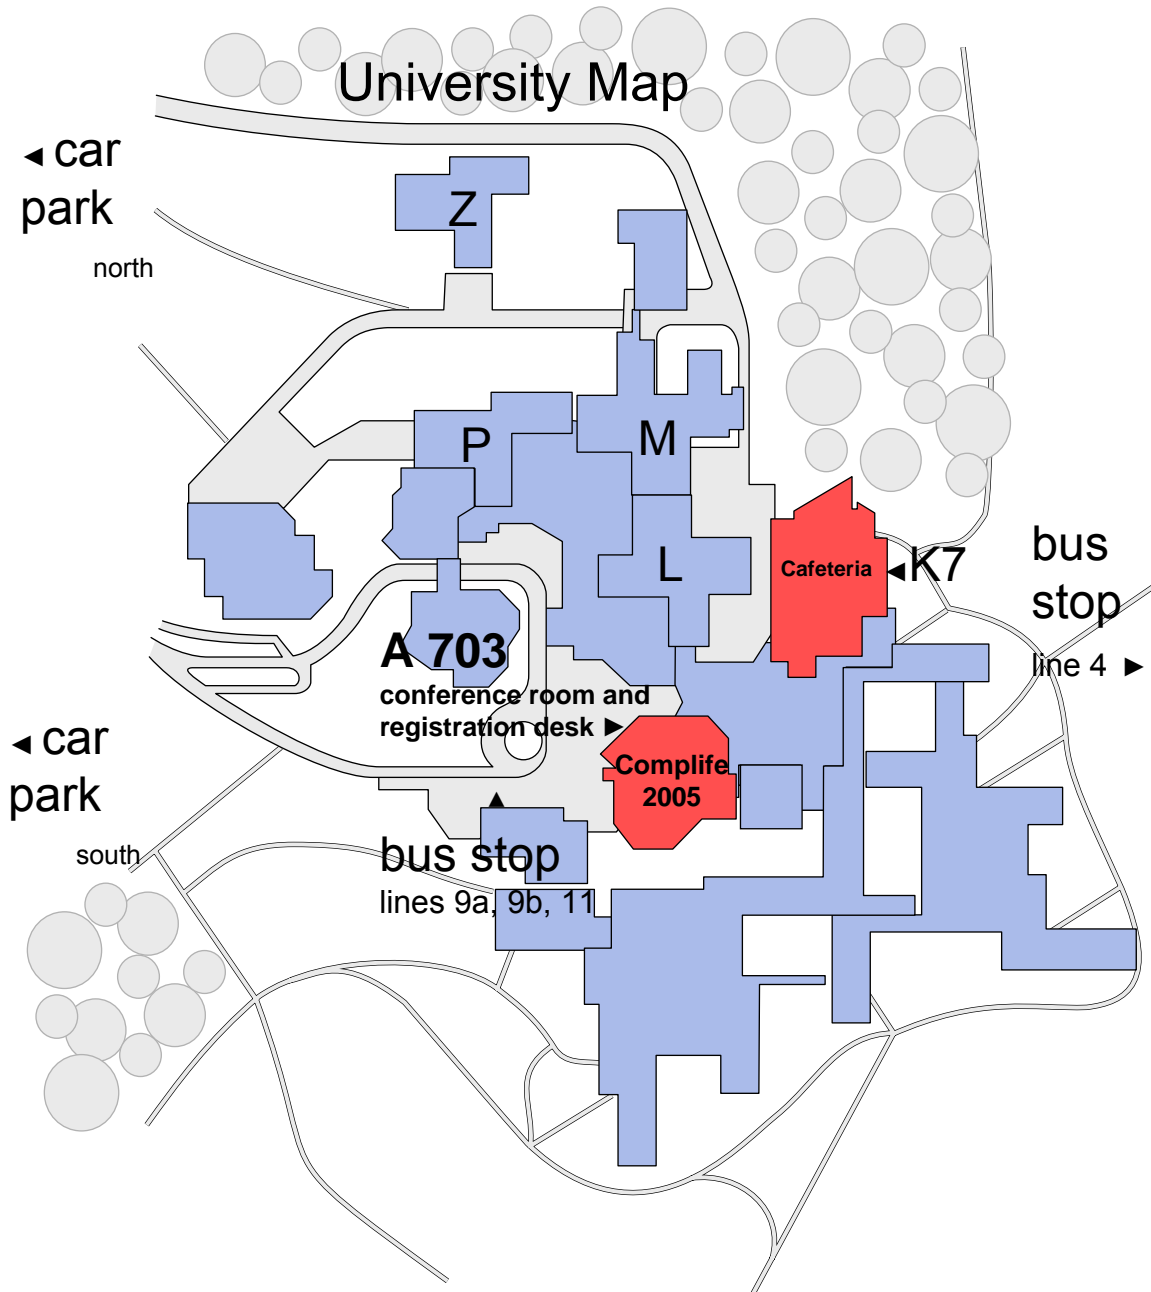 University Map
◄ car
park
north
Z
P
M
L
Cafeteria
◄K7
bus
stop
line 4 ►
A 703
conference room and
registration desk ►
Complife
2005
◄ car
park
south
▲
bus stop
lines 9a, 9b, 11